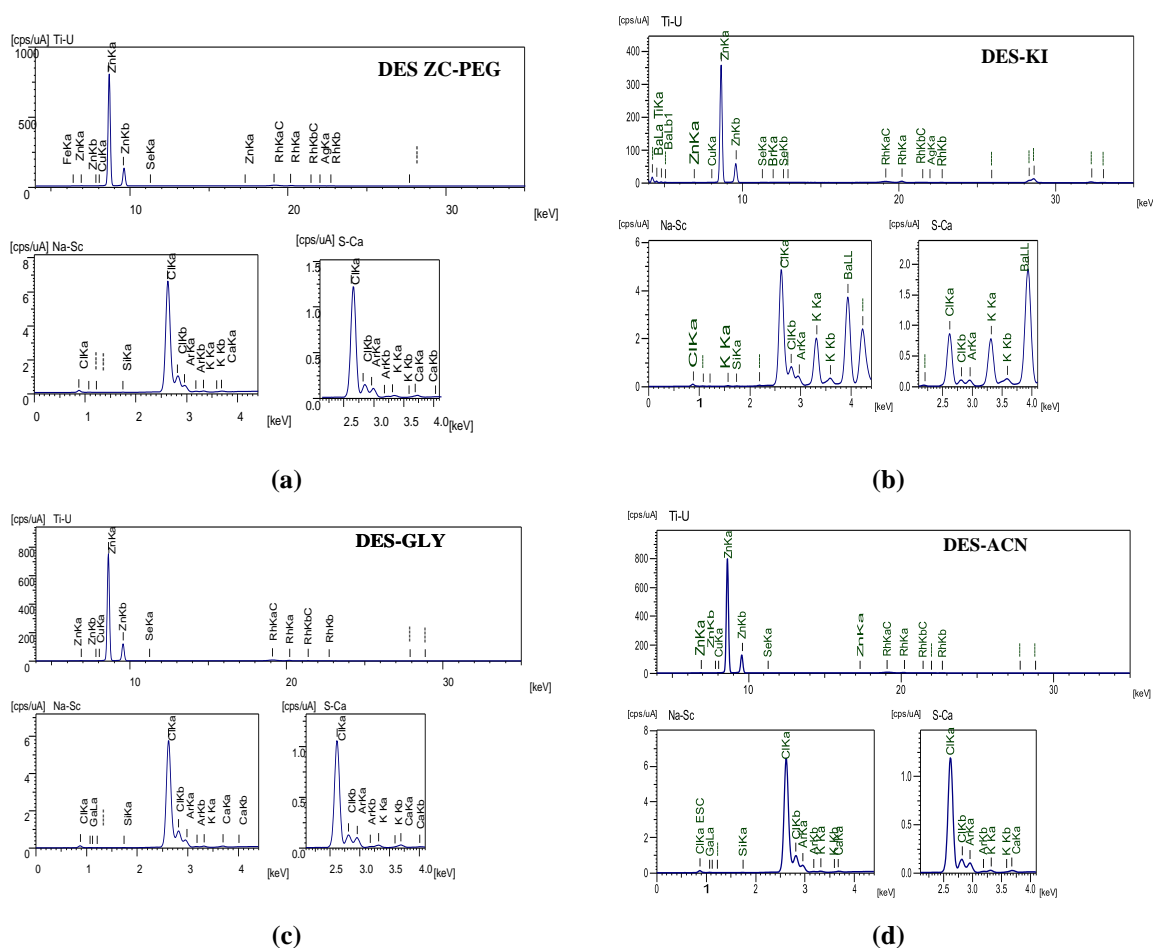 [cps/uA] Ti-U
DES ZC-PEG
1000
500
0
FeKa
ZnKa
ZnKb
CuKa
ZnKa
ZnKb
SeKa
ZnKa
RhKaC
RhKa
RhKbC
AgKa
RhKb
10 20 30
[keV]
[cps/uA] Na-Sc
8
6
4
2
0
ClKa
SiKa
ClKa
ClKb
ArKa
ArKb
K Ka
K Kb
CaKa
0 1 2 3 4
[keV]
[cps/uA] S-Ca
1.5
1.0
0.5
0.0
ClKa
ClKb
ArKa
ArKb
K Ka
K Kb
CaKa
CaKb
2.5 3.0 3.5 4.0
[keV]
(a)
[cps/uA] Ti-U
DES-KI
400
300
200
100
0
BaLa
TiKa
BaLb1
ZnKa
CuKa
ZnKa
ZnKb
SeKa
BrKa
SeKb
RhKaC
RhKa
RhKbC
AgKa
RhKb
10 20 30
[keV]
[cps/uA] Na-Sc
6
4
2
0
ClKa
K Ka
SiKa
ClKa
ClKb
ArKa
K Ka
K Kb
BaLL
0 1 2 3 4
[keV]
[cps/uA] S-Ca
2.0
1.5
1.0
0.5
0.0
ClKa
ClKb
ArKa
K Ka
K Kb
BaLL
2.5 3.0 3.5 4.0
[keV]
(b)
[cps/uA] Ti-U
DES-GLY
800
600
400
200
0
ZnKa
ZnKb
CuKa
ZnKa
ZnKb
SeKa
RhKaC
RhKa
RhKbC
RhKb
10 20 30
[keV]
[cps/uA] Na-Sc
6
4
2
0
ClKa
GaLa
SiKa
ClKa
ClKb
ArKa
ArKb
K Ka
CaKa
CaKb
0 1 2 3 4
[keV]
[cps/uA] S-Ca
1.0
0.5
0.0
ClKa
ClKb
ArKa
ArKb
K Ka
K Kb
CaKa
CaKb
2.5 3.0 3.5 4.0
[keV]
(c)
[cps/uA] Ti-U
DES-ACN
800
600
400
200
0
ZnKa
ZnKb
CuKa
ZnKa
ZnKb
SeKa
ZnKa
RhKaC
RhKa
RhKbC
RhKb
10 20 30
[keV]
[cps/uA] Na-Sc
8
6
4
2
0
ClKa ESC
GaLa
SiKa
ClKa
ClKb
ArKa
ArKb
K Ka
K Kb
CaKa
0 1 2 3 4
[keV]
[cps/uA] S-Ca
1.0
0.5
0.0
ClKa
ClKb
ArKa
ArKb
K Ka
K Kb
CaKa
2.5 3.0 3.5 4.0
[keV]
(d)